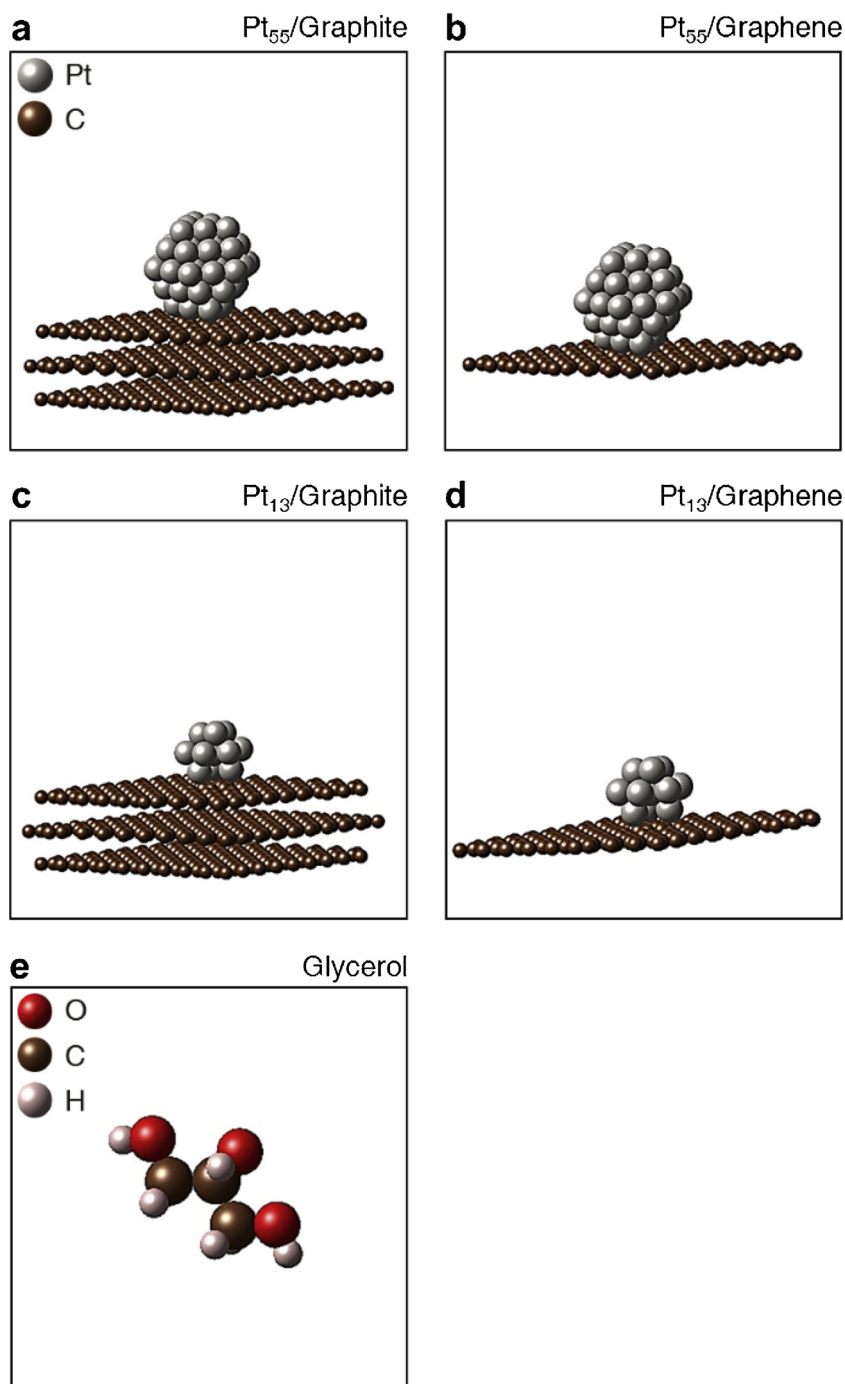 a Pt₅₅/Graphite
Pt
C
b Pt₅₅/Graphene
c Pt₁₃/Graphite
d Pt₁₃/Graphene
e Glycerol
O
C
H